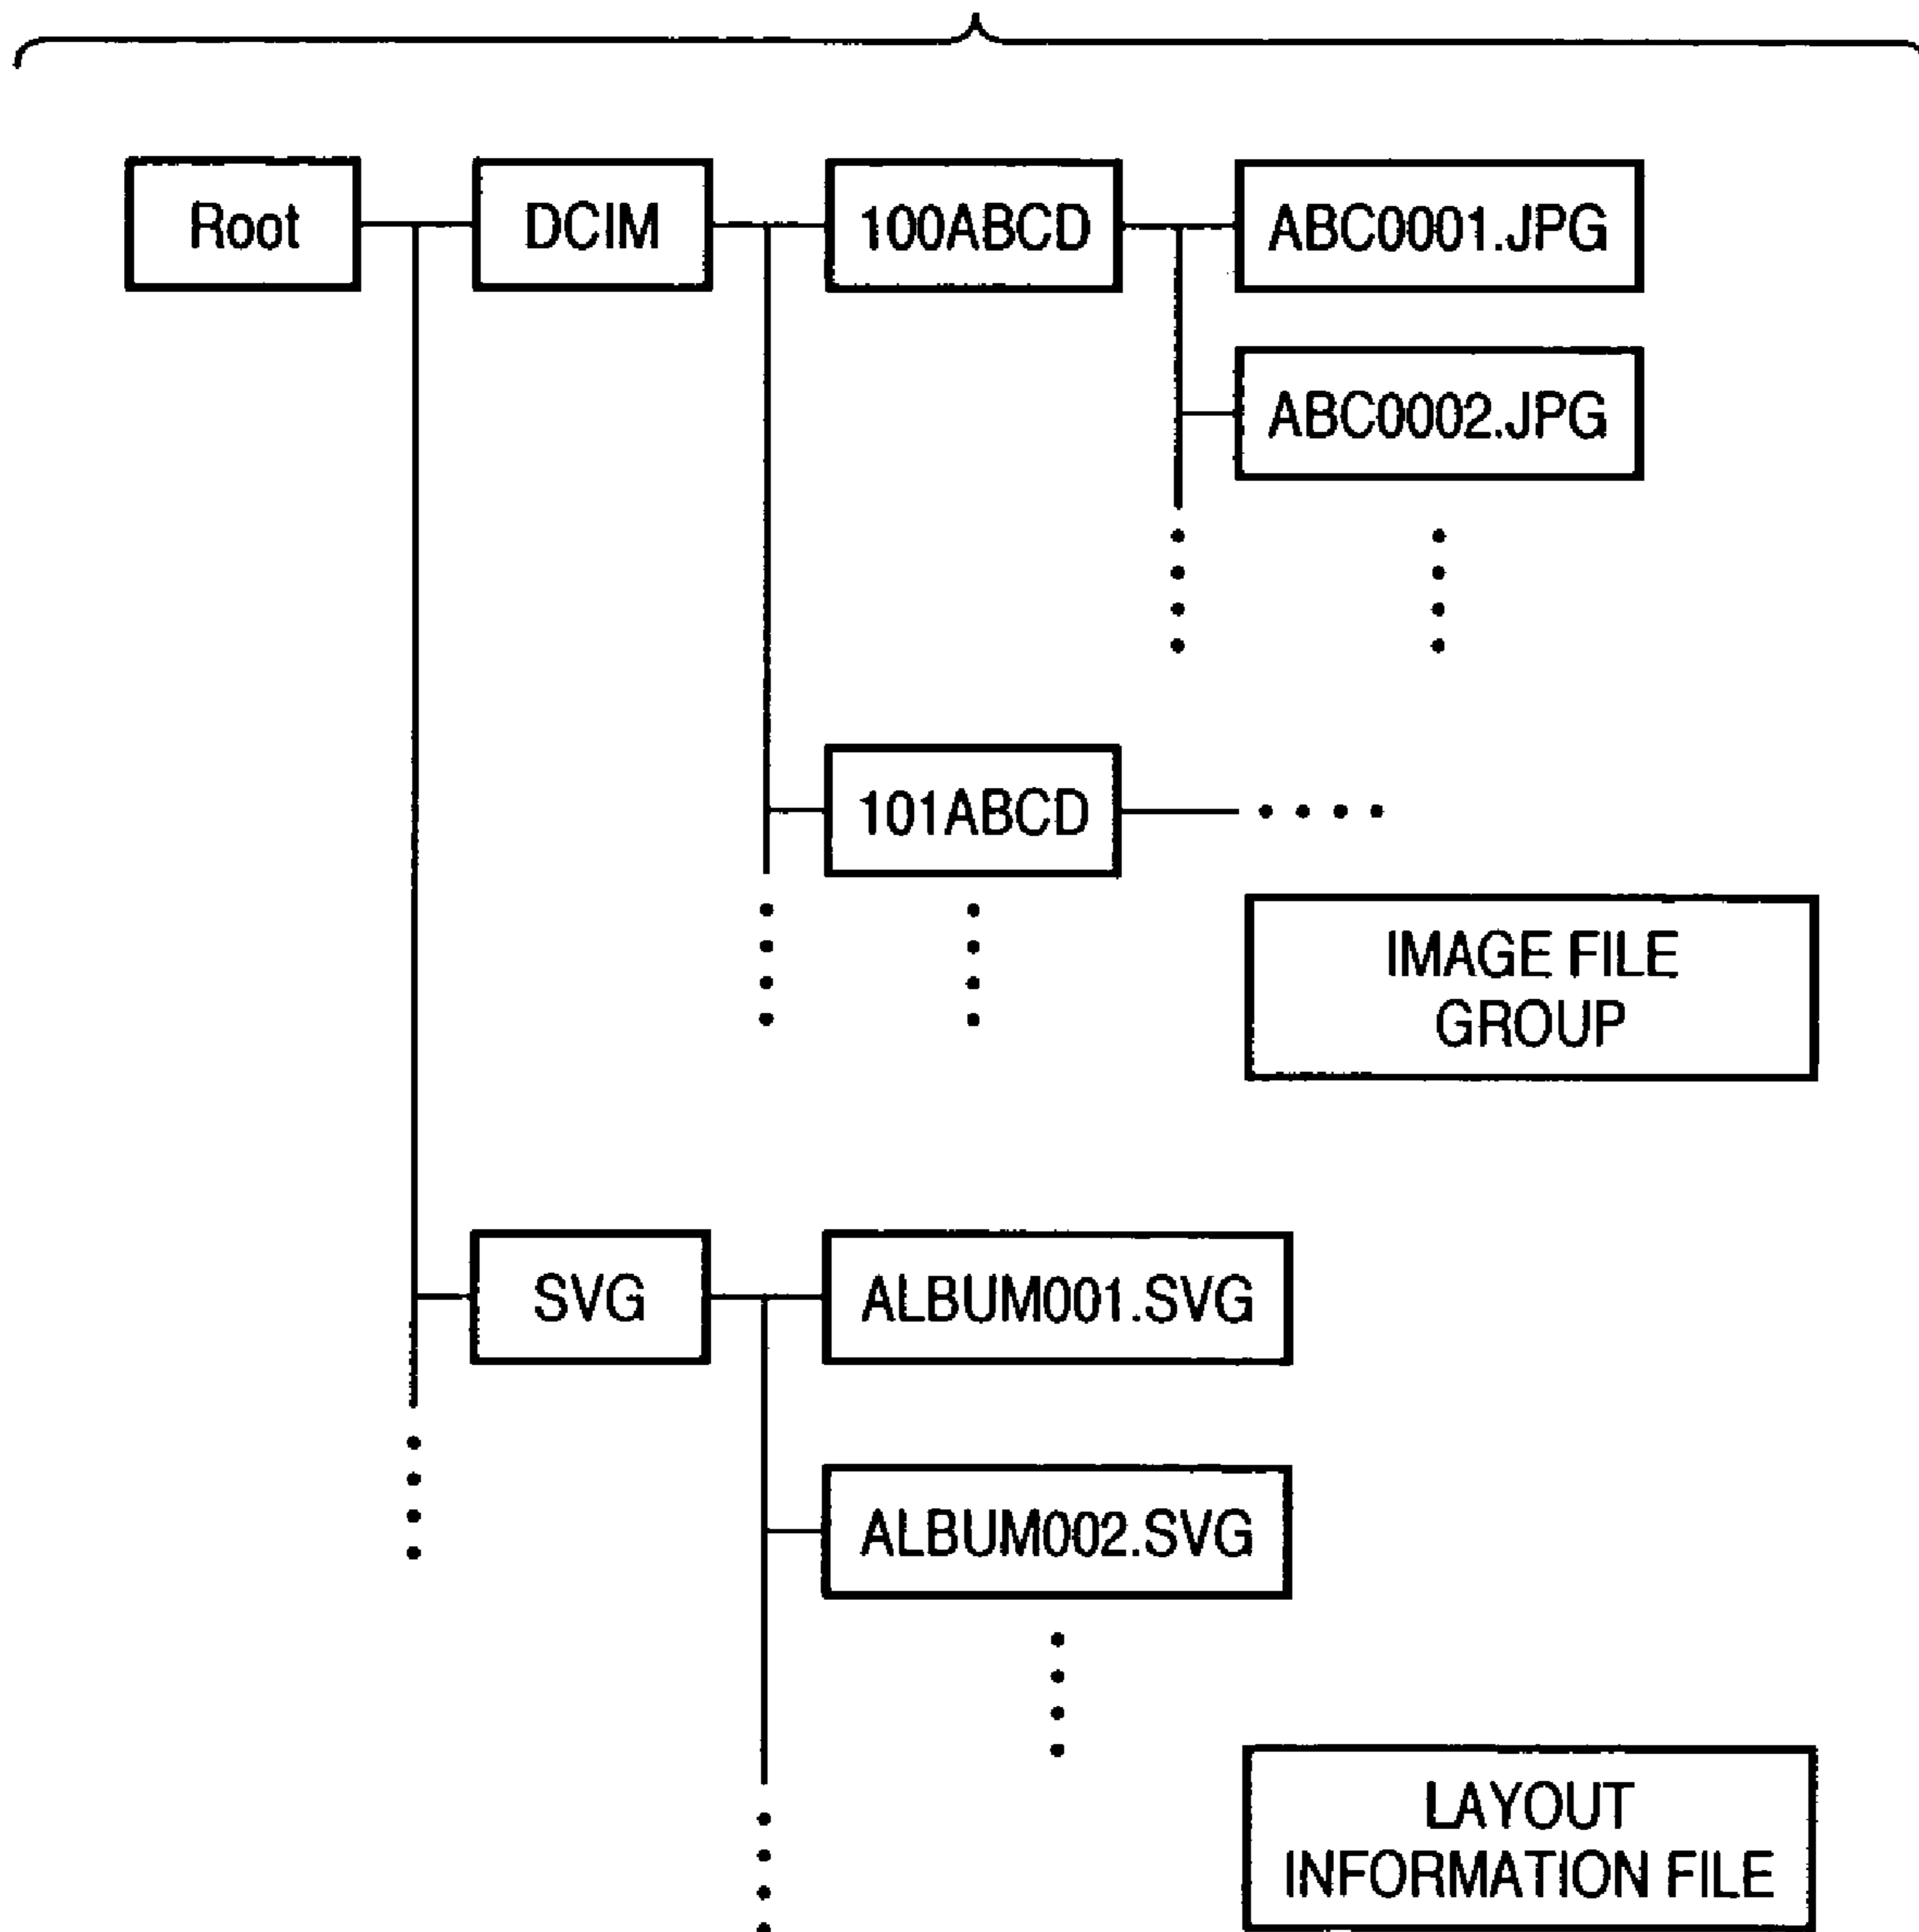 Root
DCIM
100ABCD
ABC0001.JPG
ABC0002.JPG
101ABCD
IMAGE FILE
GROUP
SVG
ALBUM001.SVG
ALBUM002.SVG
LAYOUT
INFORMATION FILE